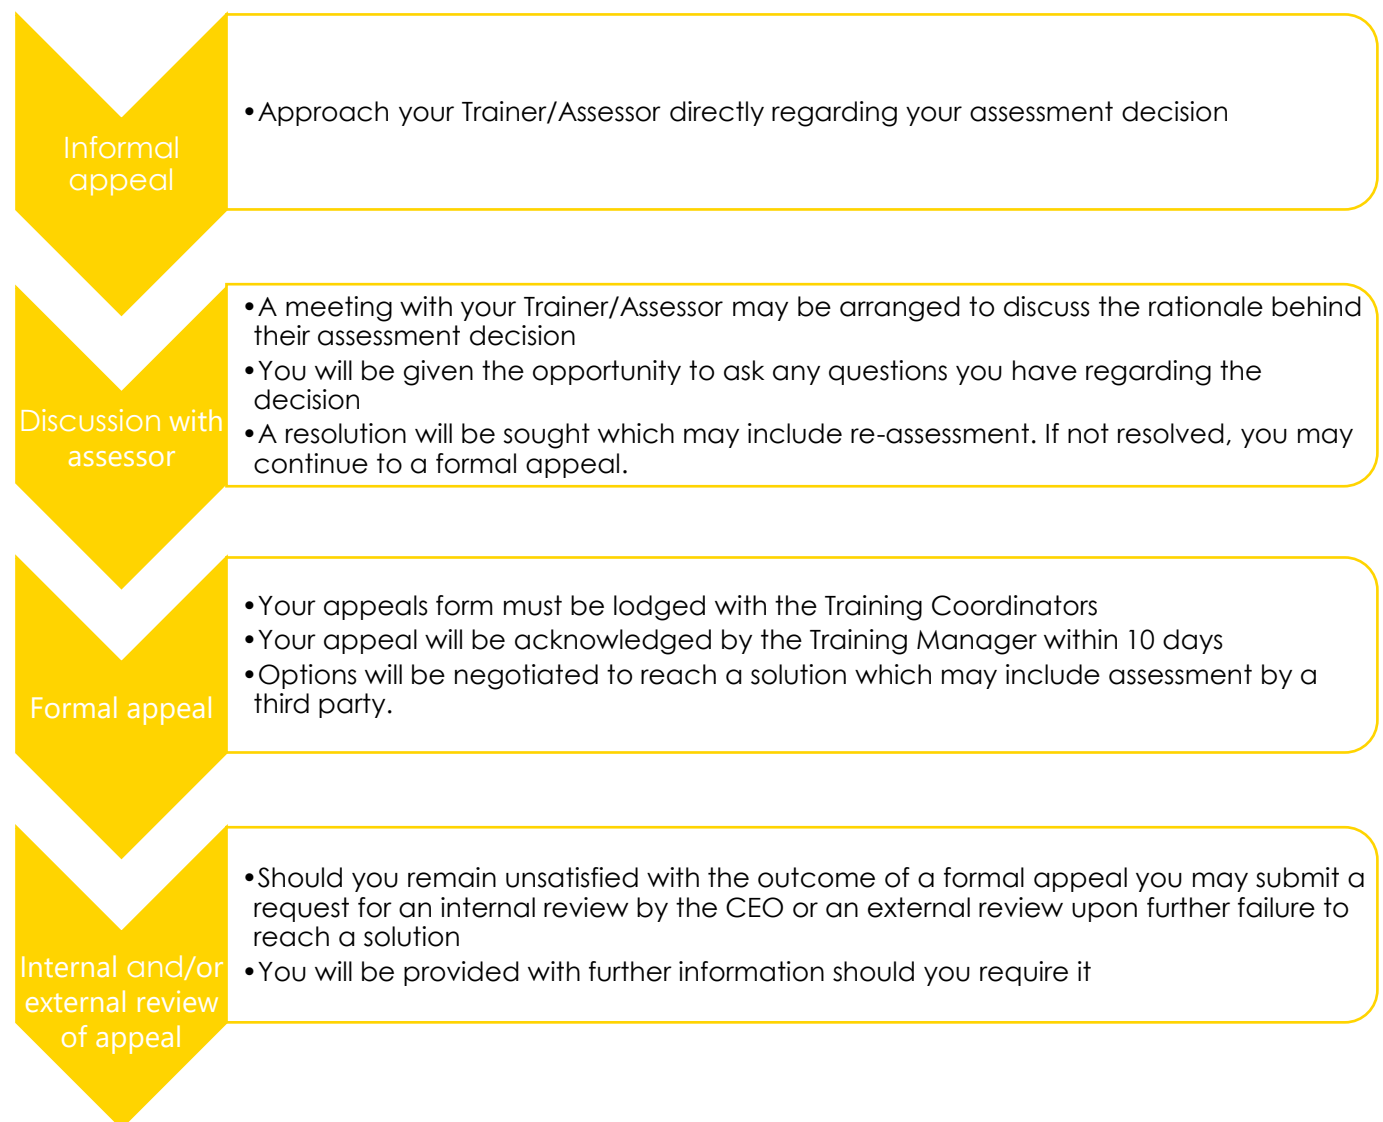 Informal
appeal
•Approach your Trainer/Assessor directly regarding your assessment decision
Discussion with
assessor
•A meeting with your Trainer/Assessor may be arranged to discuss the rationale behind
their assessment decision
•You will be given the opportunity to ask any questions you have regarding the
decision
•A resolution will be sought which may include re-assessment. If not resolved, you may
continue to a formal appeal.
Formal appeal
•Your appeals form must be lodged with the Training Coordinators
•Your appeal will be acknowledged by the Training Manager within 10 days
•Options will be negotiated to reach a solution which may include assessment by a
third party.
Internal and/or
external review
of appeal
•Should you remain unsatisfied with the outcome of a formal appeal you may submit a
request for an internal review by the CEO or an external review upon further failure to
reach a solution
•You will be provided with further information should you require it